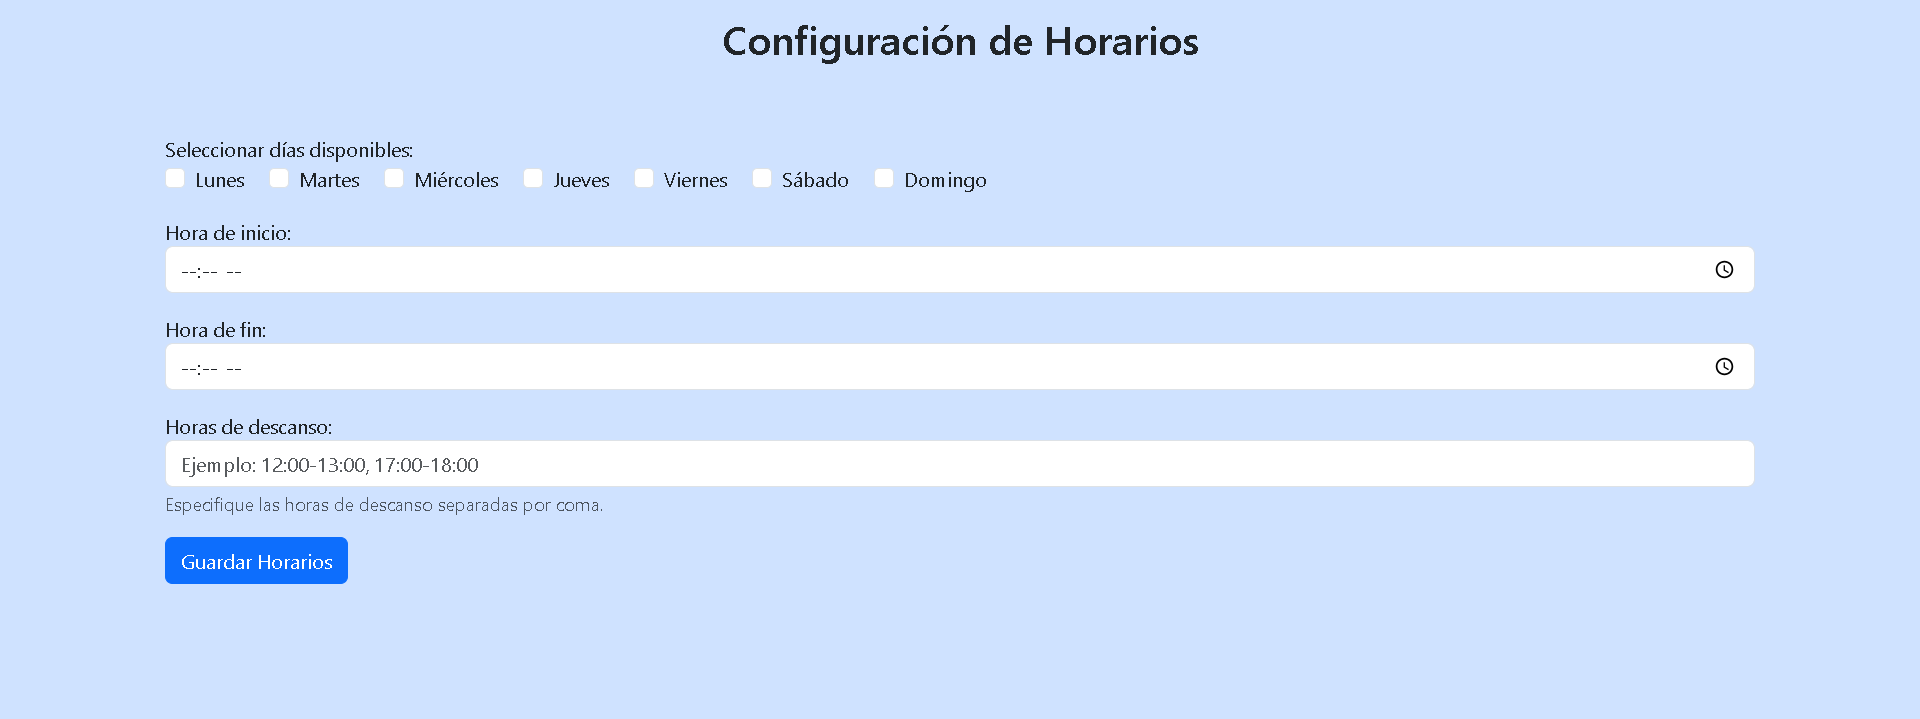 Configuración de Horarios
Seleccionar días disponibles:
Lunes Martes Miércoles Jueves Viernes Sábado Domingo
Hora de inicio:
--:-- --
Hora de fin:
--:-- --
Horas de descanso:
Ejemplo: 12:00-13:00, 17:00-18:00
Especifique las horas de descanso separadas por coma.
Guardar Horarios